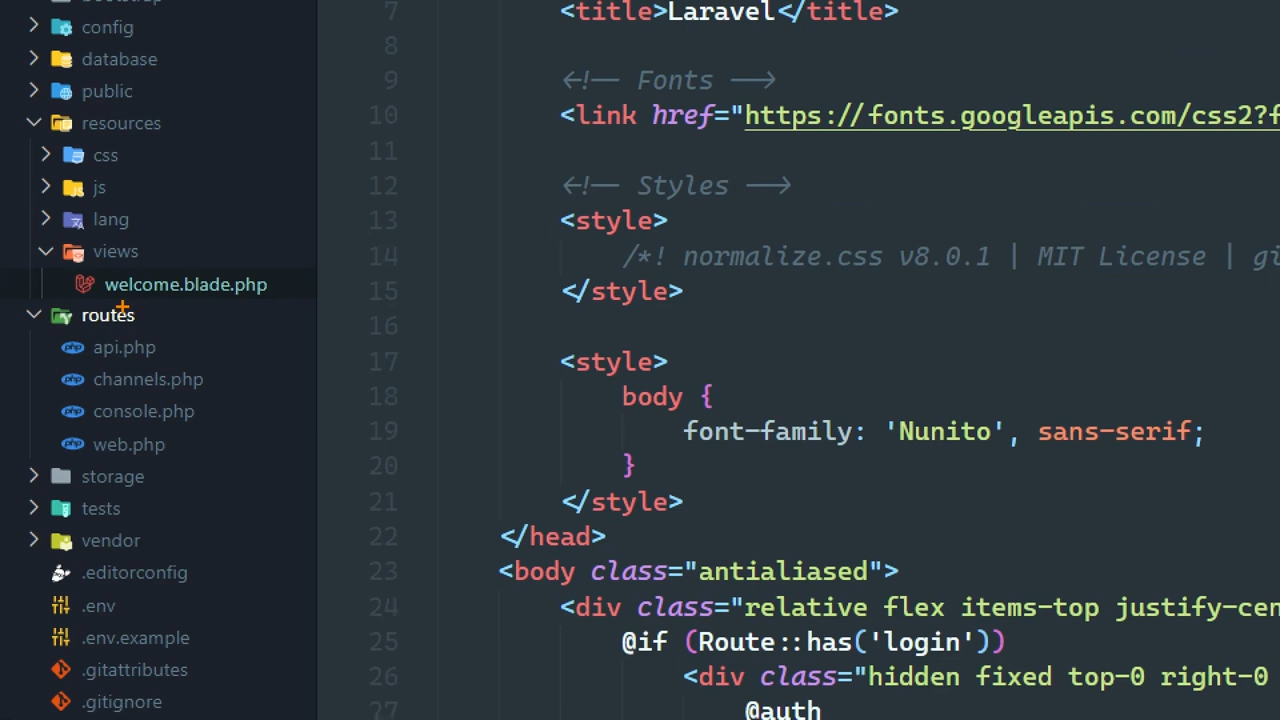 bootstrap
config
database
public
resources
css
js
lang
views
welcome.blade.php
routes
api.php
channels.php
console.php
web.php
storage
tests
vendor
.editorconfig
.env
.env.example
.gitattributes
.gitignore
7 <title>Laravel</title>
8
9 <!-- Fonts -->
10 <link href="https://fonts.googleapis.com/css2?f
11
12 <!-- Styles -->
13 <style>
14 /*! normalize.css v8.0.1 | MIT License | gi
15 </style>
16
17 <style>
18 body {
19 font-family: 'Nunito', sans-serif;
20 }
21 </style>
22 </head>
23 <body class="antialiased">
24 <div class="relative flex items-top justify-cen
25 @if (Route::has('login'))
26 <div class="hidden fixed top-0 right-0
27 @auth